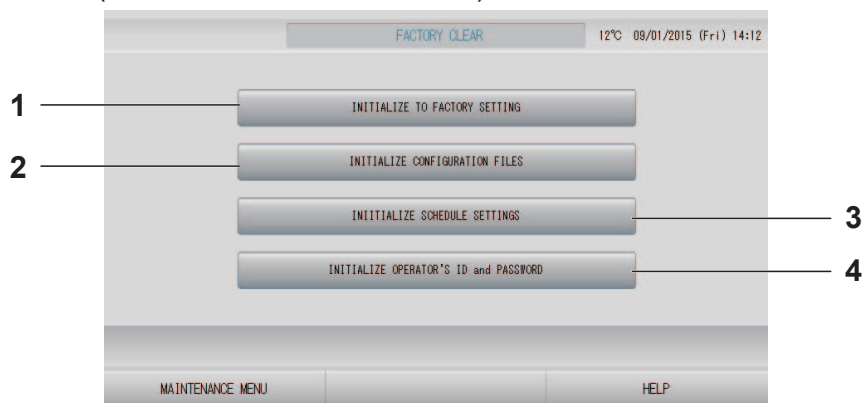 FACTORY CLEAR 12℃ 09/01/2015 (Fri) 14:12
1 INITIALIZE TO FACTORY SETTING
2 INITIALIZE CONFIGURATION FILES
INIITIALIZE SCHEDULE SETTINGS 3
INITIALIZE OPERATOR'S ID and PASSWORD 4
MAINTENANCE MENU HELP